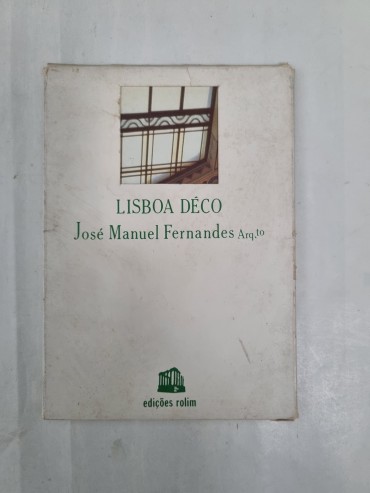 LISBOA DÉCO
José Manuel Fernandes Arq.to
edições rolim